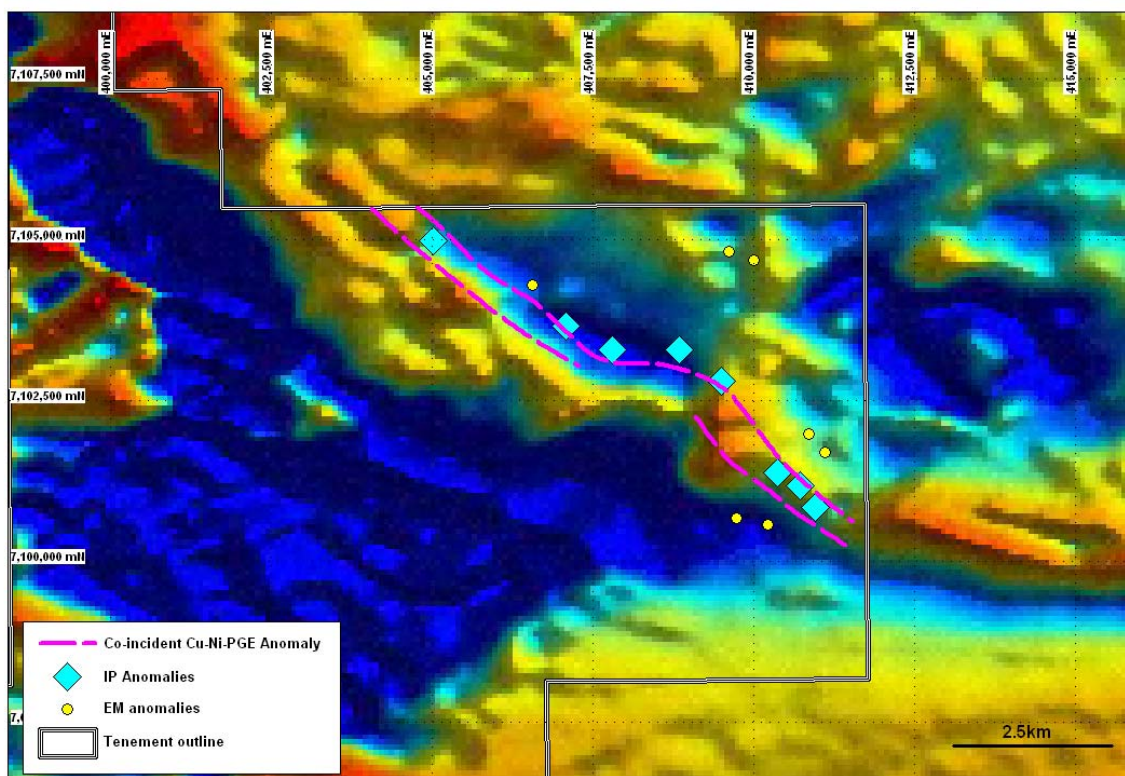 400,000 mE
402,500 mE
405,000 mE
407,500 mE
410,000 mE
412,500 mE
415,000 mE
7,107,500 mN
7,105,000 mN
7,102,500 mN
7,100,000 mN
Co-incident Cu-Ni-PGE Anomaly
IP Anomalies
EM anomalies
Tenement outline
2.5km